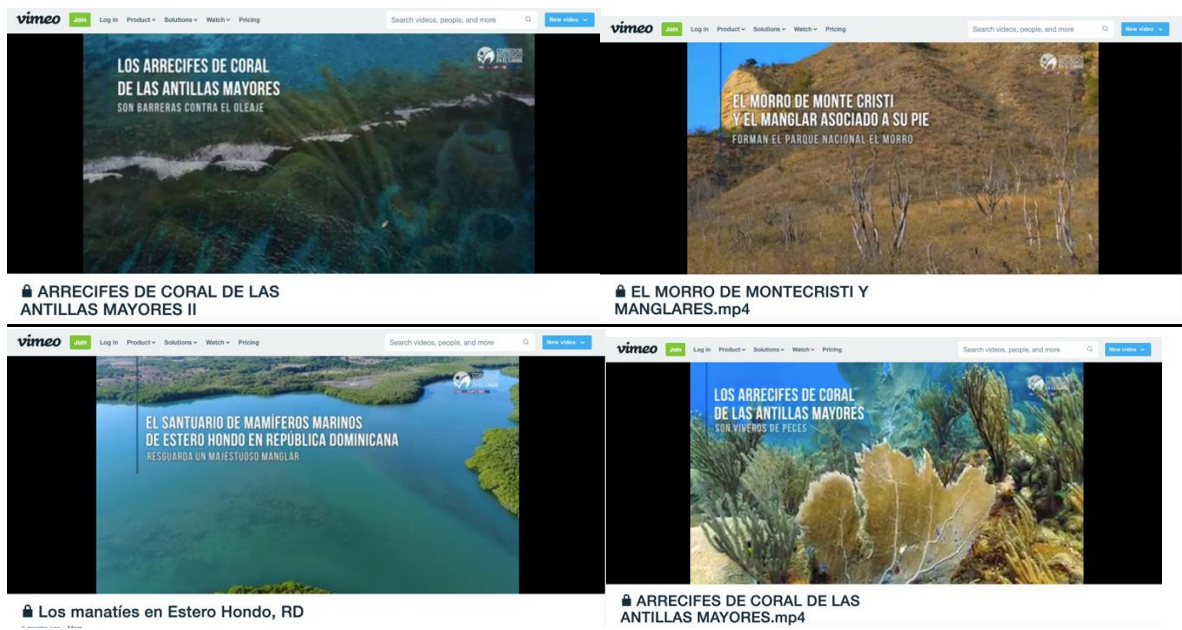 vimeo Join Log in Product Solutions Watch Pricing Search videos, people, and more New video
LOS ARRECIFES DE CORAL
DE LAS ANTILLAS MAYORES
SON BARRERAS CONTRA EL OLEAJE
ARRECIFES DE CORAL DE LAS
ANTILLAS MAYORES II
vimeo Join Log in Product Solutions Watch Pricing Search videos, people, and more New video
EL MORRO DE MONTE CRISTI
Y EL MANGLAR ASOCIADO A SU PIE
FORMAN EL PARQUE NACIONAL EL MORRO
EL MORRO DE MONTECRISTI Y
MANGLARES.mp4
vimeo Join Log in Product Solutions Watch Pricing Search videos, people, and more New video
EL SANTUARIO DE MAMÍFEROS MARINOS
DE ESTERO HONDO EN REPÚBLICA DOMINICANA
RESGUARDA UN MAJESTUOSO MANGLAR
Los manatíes en Estero Hondo, RD
vimeo Join Log in Product Solutions Watch Pricing Search videos, people, and more New video
LOS ARRECIFES DE CORAL
DE LAS ANTILLAS MAYORES
SON VIVEROS DE PECES
ARRECIFES DE CORAL DE LAS
ANTILLAS MAYORES.mp4